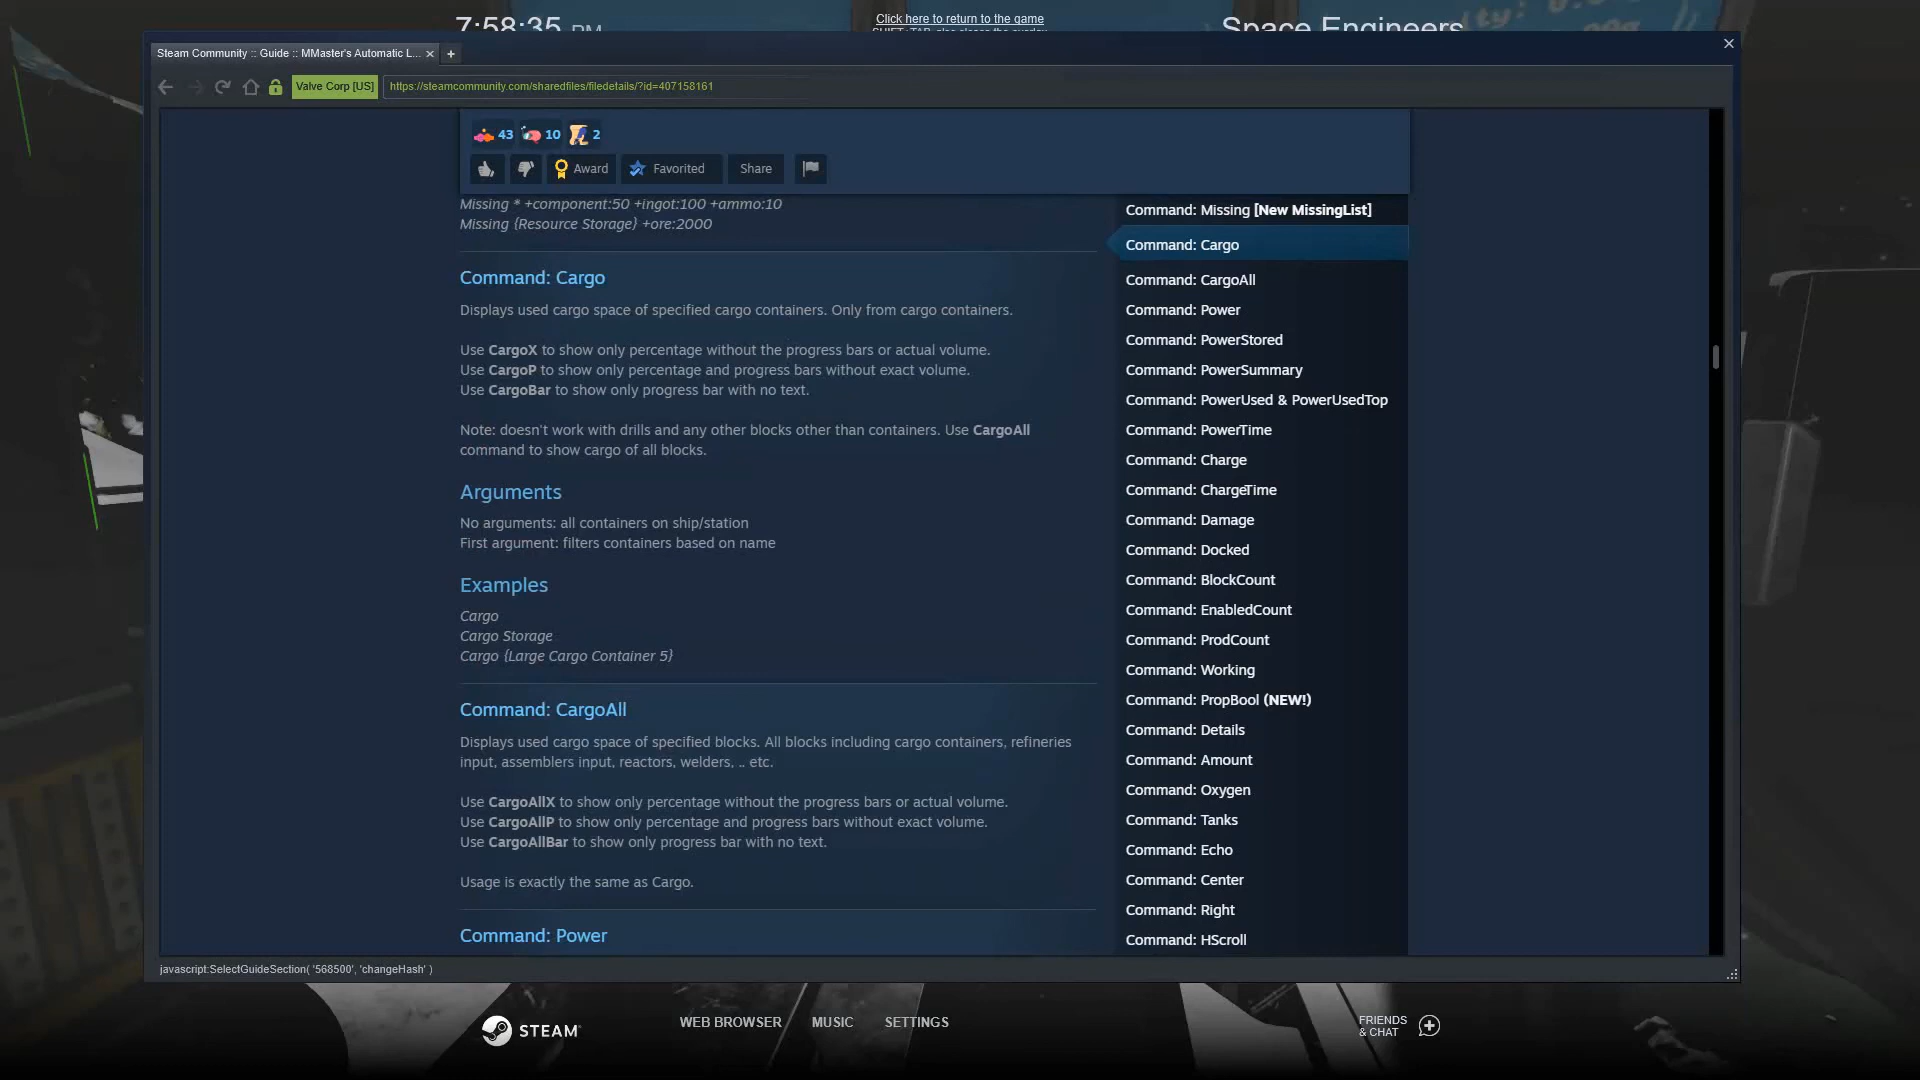 7:58:35 PM
Click here to return to the game
Space Engineers
Steam Community :: Guide :: MMaster's Automatic L...
Valve Corp [US]
https://steamcommunity.com/sharedfiles/filedetails/?id=407158161
43 10 2
Award Favorited Share
Missing * +component:50 +ingot:100 +ammo:10
Missing {Resource Storage} +ore:2000
Command: Cargo
Displays used cargo space of specified cargo containers. Only from cargo containers.
Use CargoX to show only percentage without the progress bars or actual volume.
Use CargoP to show only percentage and progress bars without exact volume.
Use CargoBar to show only progress bar with no text.
Note: doesn't work with drills and any other blocks other than containers. Use CargoAll
command to show cargo of all blocks.
Arguments
No arguments: all containers on ship/station
First argument: filters containers based on name
Examples
Cargo
Cargo Storage
Cargo {Large Cargo Container 5}
Command: CargoAll
Displays used cargo space of specified blocks. All blocks including cargo containers, refineries
input, assemblers input, reactors, welders, .. etc.
Use CargoAllX to show only percentage without the progress bars or actual volume.
Use CargoAllP to show only percentage and progress bars without exact volume.
Use CargoAllBar to show only progress bar with no text.
Usage is exactly the same as Cargo.
Command: Power
Command: Missing [New MissingList]
Command: Cargo
Command: CargoAll
Command: Power
Command: PowerStored
Command: PowerSummary
Command: PowerUsed & PowerUsedTop
Command: PowerTime
Command: Charge
Command: ChargeTime
Command: Damage
Command: Docked
Command: BlockCount
Command: EnabledCount
Command: ProdCount
Command: Working
Command: PropBool (NEW!)
Command: Details
Command: Amount
Command: Oxygen
Command: Tanks
Command: Echo
Command: Center
Command: Right
Command: HScroll
javascript:SelectGuideSection( '568500', 'changeHash' )
STEAM
WEB BROWSER MUSIC SETTINGS
FRIENDS
& CHAT